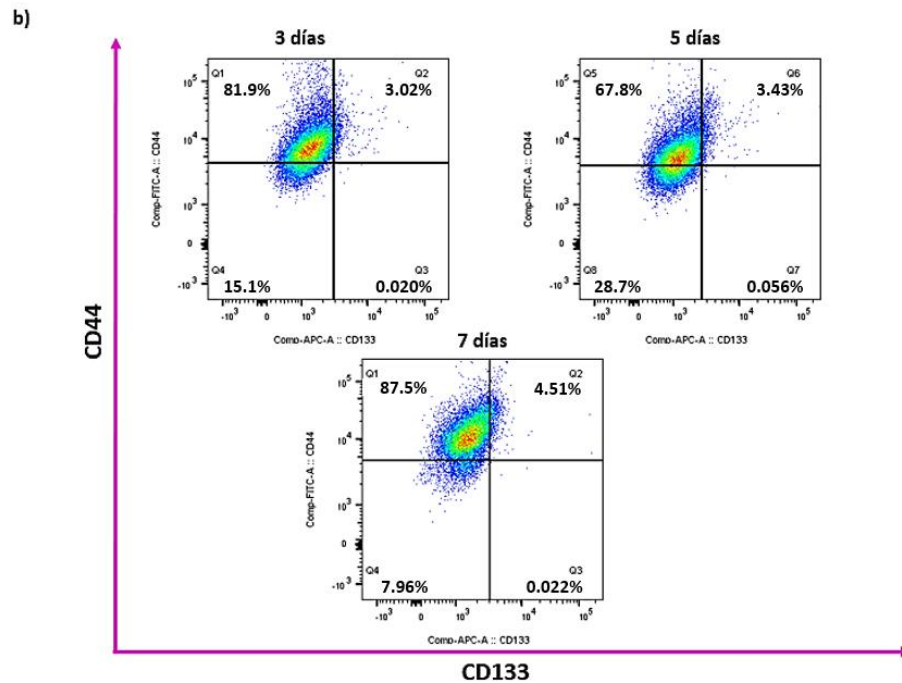 b)
3 días
Q1
81.9%
Q2
3.02%
10^5
10^4
10^3
0
-10^3
Q4
15.1%
Q3
0.020%
-10^3
0
10^3
10^4
10^5
Comp-FITC-A :: CD44
Comp-APC-A :: CD133
5 días
Q5
67.8%
Q6
3.43%
10^5
10^4
10^3
0
-10^3
Q8
28.7%
Q7
0.056%
-10^3
0
10^3
10^4
10^5
Comp-FITC-A :: CD44
Comp-APC-A :: CD133
7 días
Q1
87.5%
Q2
4.51%
10^5
10^4
10^3
0
-10^3
Q4
7.96%
Q3
0.022%
-10^3
10^3
10^4
10^5
Comp-FITC-A :: CD44
Comp-APC-A :: CD133
CD44
CD133